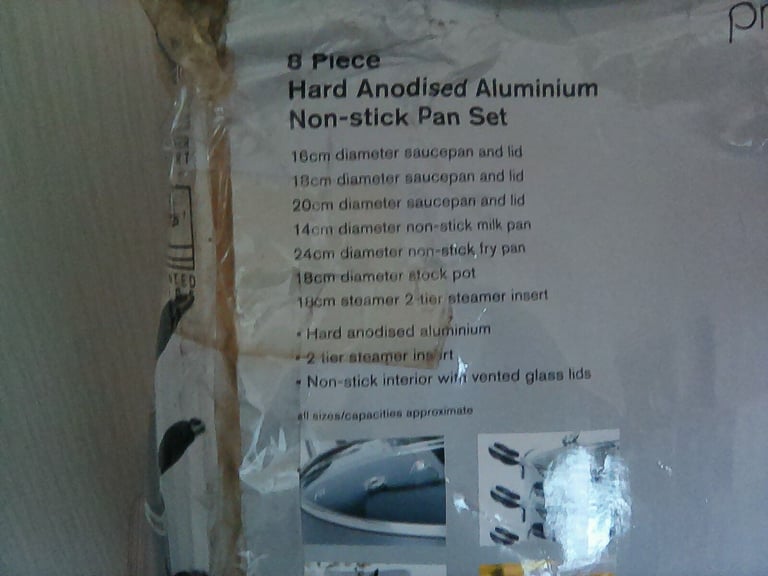 8 Piece
Hard Anodised Aluminium
Non-stick Pan Set
16cm diameter saucepan and lid
18cm diameter saucepan and lid
20cm diameter saucepan and lid
14cm diameter non-stick milk pan
24cm diameter non-stick fry pan
18cm diameter stock pot
18cm steamer 2-tier steamer insert
• Hard anodised aluminium
• 2 tier steamer insert
• Non-stick interior with vented glass lids
all sizes/capacities approximate